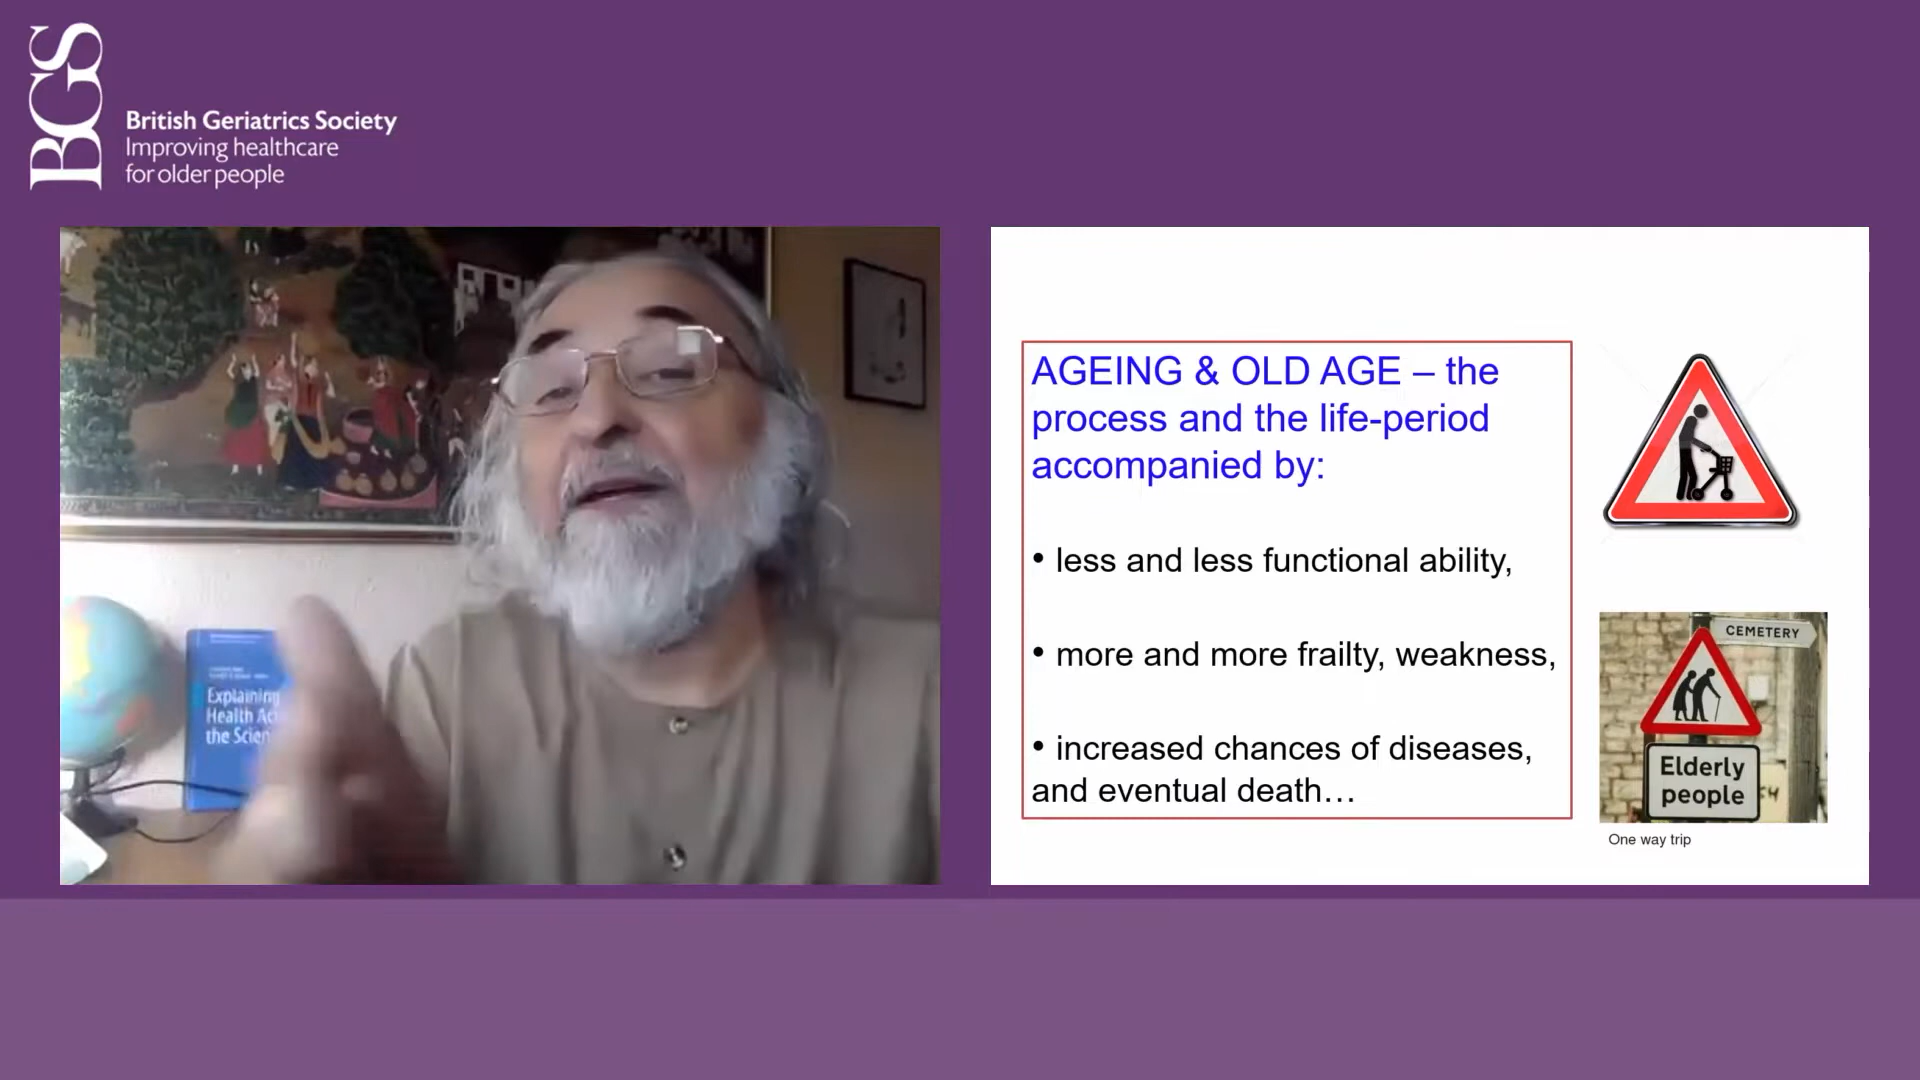 BGS
British Geriatrics Society
Improving healthcare
for older people
Explaining
Health
the
AGEING & OLD AGE – the
process and the life-period
accompanied by:
• less and less functional ability,
• more and more frailty, weakness,
• increased chances of diseases,
and eventual death…
CEMETERY
Elderly
people
One way trip